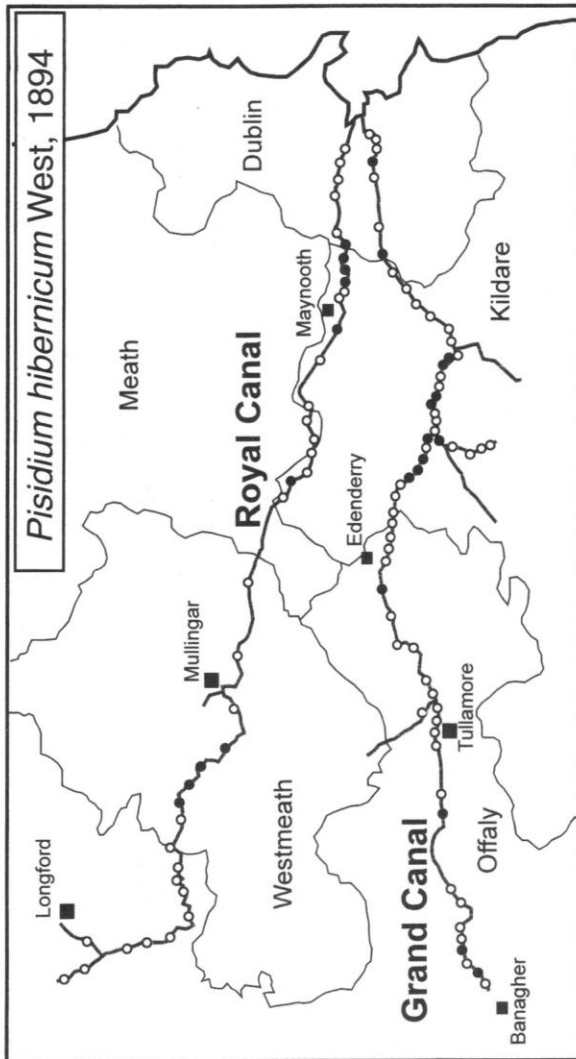 Pisidium hibernicum West, 1894
Meath
Dublin
Longford
Mullingar
Royal Canal
Maynooth
Westmeath
Edenderry
Kildare
Grand Canal
Tullamore
Offaly
Banagher